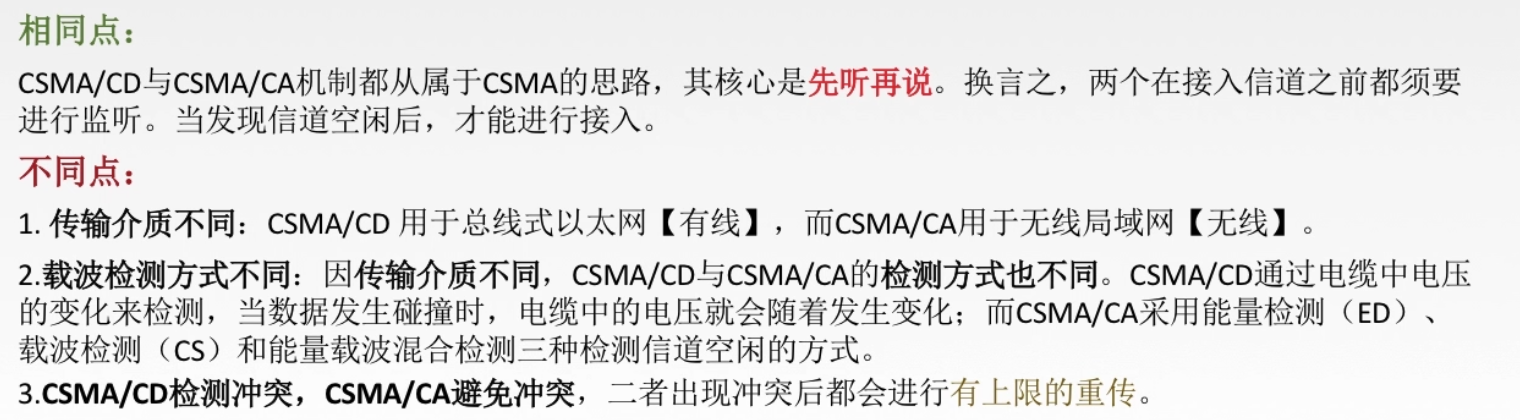 相同点：
CSMA/CD与CSMA/CA机制都从属于CSMA的思路，其核心是先听再说。换言之，两个在接入信道之前都须要
进行监听。当发现信道空闲后，才能进行接入。
不同点：
1. 传输介质不同：CSMA/CD 用于总线式以太网【有线】，而CSMA/CA用于无线局域网【无线】。
2.载波检测方式不同：因传输介质不同，CSMA/CD与CSMA/CA的检测方式也不同。CSMA/CD通过电缆中电压
的变化来检测，当数据发生碰撞时，电缆中的电压就会随着发生变化；而CSMA/CA采用能量检测（ED）、
载波检测（CS）和能量载波混合检测三种检测信道空闲的方式。
3.CSMA/CD检测冲突，CSMA/CA避免冲突，二者出现冲突后都会进行有上限的重传。